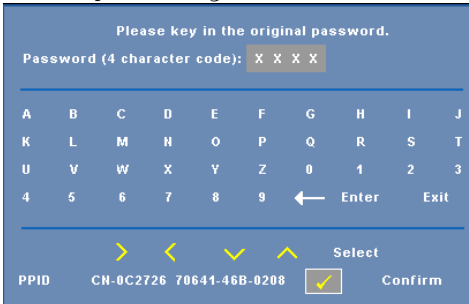 Please key in the original password.
Password (4 character code): X X X X
A B C D E F G H I J
K L M N O P Q R S T
U V W X Y Z 0 1 2 3
4 5 6 7 8 9 ← Enter Exit
> < ∨ ∧ Select
PPID CN-0C2726 70641-46B-0208 ✓ Confirm